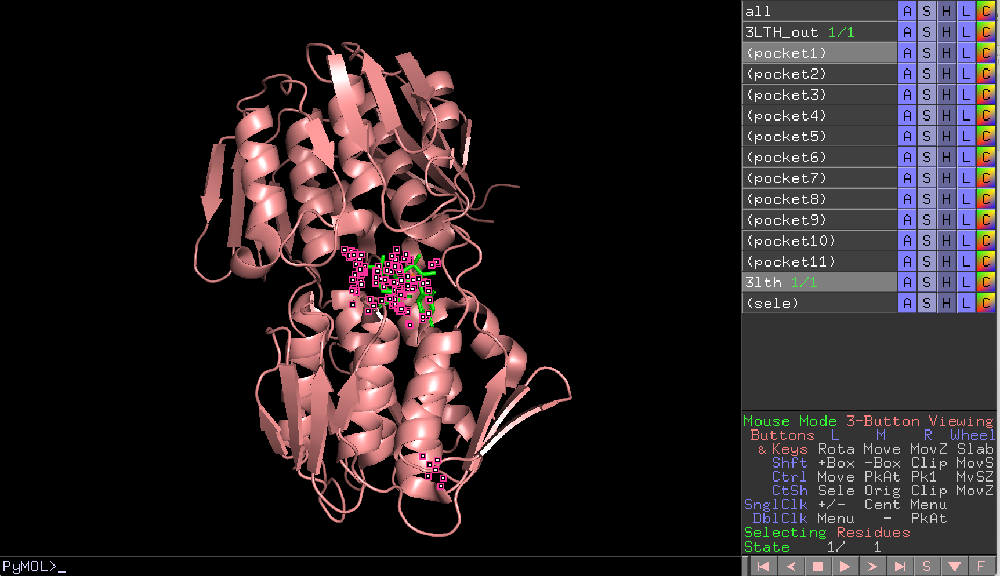 all A S H L C
3LTH_out 1/1 A S H L C
(pocket1) A S H L C
(pocket2) A S H L C
(pocket3) A S H L C
(pocket4) A S H L C
(pocket5) A S H L C
(pocket6) A S H L C
(pocket7) A S H L C
(pocket8) A S H L C
(pocket9) A S H L C
(pocket10) A S H L C
(pocket11) A S H L C
3lth 1/1 A S H L C
(sele) A S H L C
Mouse Mode 3-Button Viewing
Buttons L M R Wheel
& Keys Rota Move MovZ Slab
Shft +Box -Box Clip MovS
Ctrl Move PkAt Pk1 MvSZ
CtSh Sele Orig Clip MovZ
SnglClk +/- Cent Menu
DblClk Menu - PkAt
Selecting Residues
State 1/ 1
PyMOL>_
S F